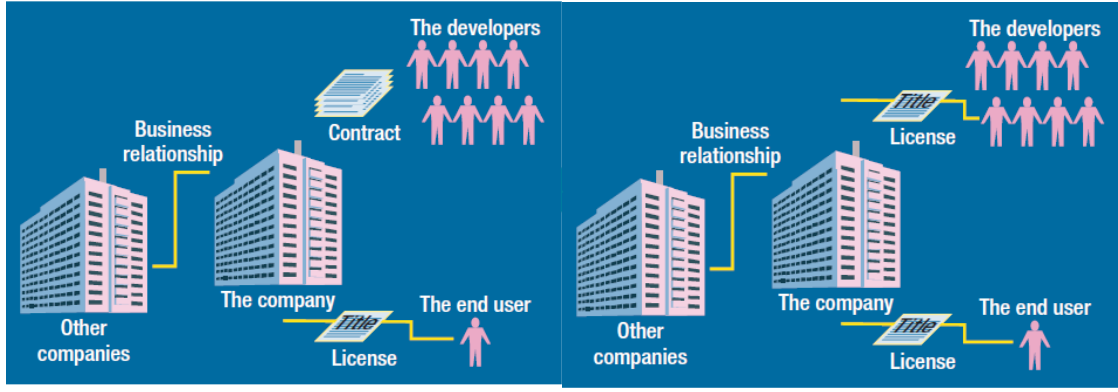 The developers
Contract
Business
relationship
The company
Other
companies
Title
License
The end user
The developers
Title
License
Business
relationship
The company
Other
companies
Title
License
The end user